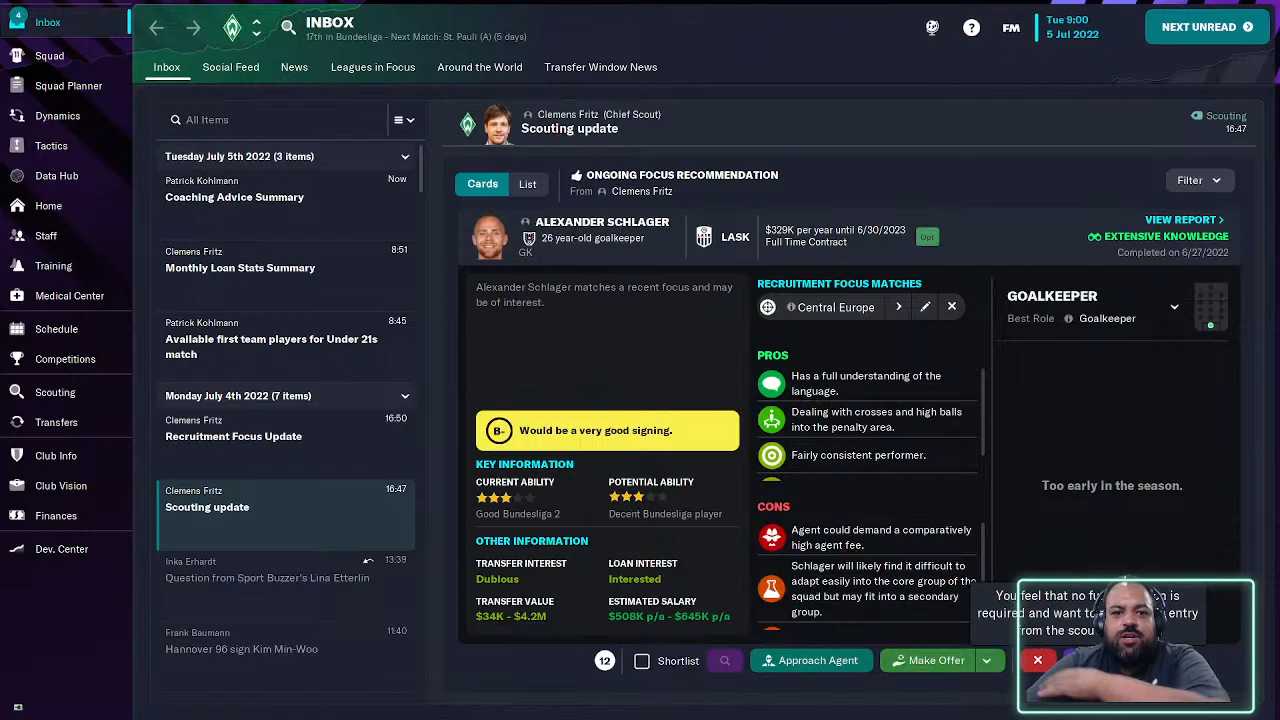 4
Inbox
Squad
Squad Planner
Dynamics
Tactics
Data Hub
Home
Staff
Training
Medical Center
Schedule
Competitions
Scouting
Transfers
Club Info
Club Vision
Finances
Dev. Center
INBOX
17th in Bundesliga - Next Match: St. Pauli (A) (5 days)
FM
Tue 9:00
5 Jul 2022
NEXT UNREAD
Inbox
Social Feed
News
Leagues in Focus
Around the World
Transfer Window News
All Items
Tuesday July 5th 2022 (3 items)
Patrick Kohlmann
Now
Coaching Advice Summary
Clemens Fritz
8:51
Monthly Loan Stats Summary
Patrick Kohlmann
8:45
Available first team players for Under 21s
match
Monday July 4th 2022 (7 items)
Clemens Fritz
16:50
Recruitment Focus Update
Clemens Fritz
16:47
Scouting update
Inka Erhardt
13:39
Question from Sport Buzzer's Lina Etterlin
Frank Baumann
11:40
Hannover 96 sign Kim Min-Woo
Clemens Fritz (Chief Scout)
Scouting update
Scouting
16:47
Cards
List
ONGOING FOCUS RECOMMENDATION
From Clemens Fritz
Filter
ALEXANDER SCHLAGER
26 year-old goalkeeper
GK
LASK
$329K per year until 6/30/2023
Full Time Contract
Opt
VIEW REPORT >
EXTENSIVE KNOWLEDGE
Completed on 6/27/2022
Alexander Schlager matches a recent focus and may
be of interest.
B- Would be a very good signing.
KEY INFORMATION
CURRENT ABILITY
Good Bundesliga 2
POTENTIAL ABILITY
Decent Bundesliga player
OTHER INFORMATION
TRANSFER INTEREST
Dubious
LOAN INTEREST
Interested
TRANSFER VALUE
$34K - $4.2M
ESTIMATED SALARY
$508K p/a - $645K p/a
RECRUITMENT FOCUS MATCHES
Central Europe
PROS
Has a full understanding of the
language.
Dealing with crosses and high balls
into the penalty area.
Fairly consistent performer.
CONS
Agent could demand a comparatively
high agent fee.
Schlager will likely find it difficult to
adapt easily into the core group of the
squad but may fit into a secondary
group.
GOALKEEPER
Best Role Goalkeeper
Too early in the season.
You feel that no
is
required and want to
entry
from the
12
Shortlist
Approach Agent
Make Offer